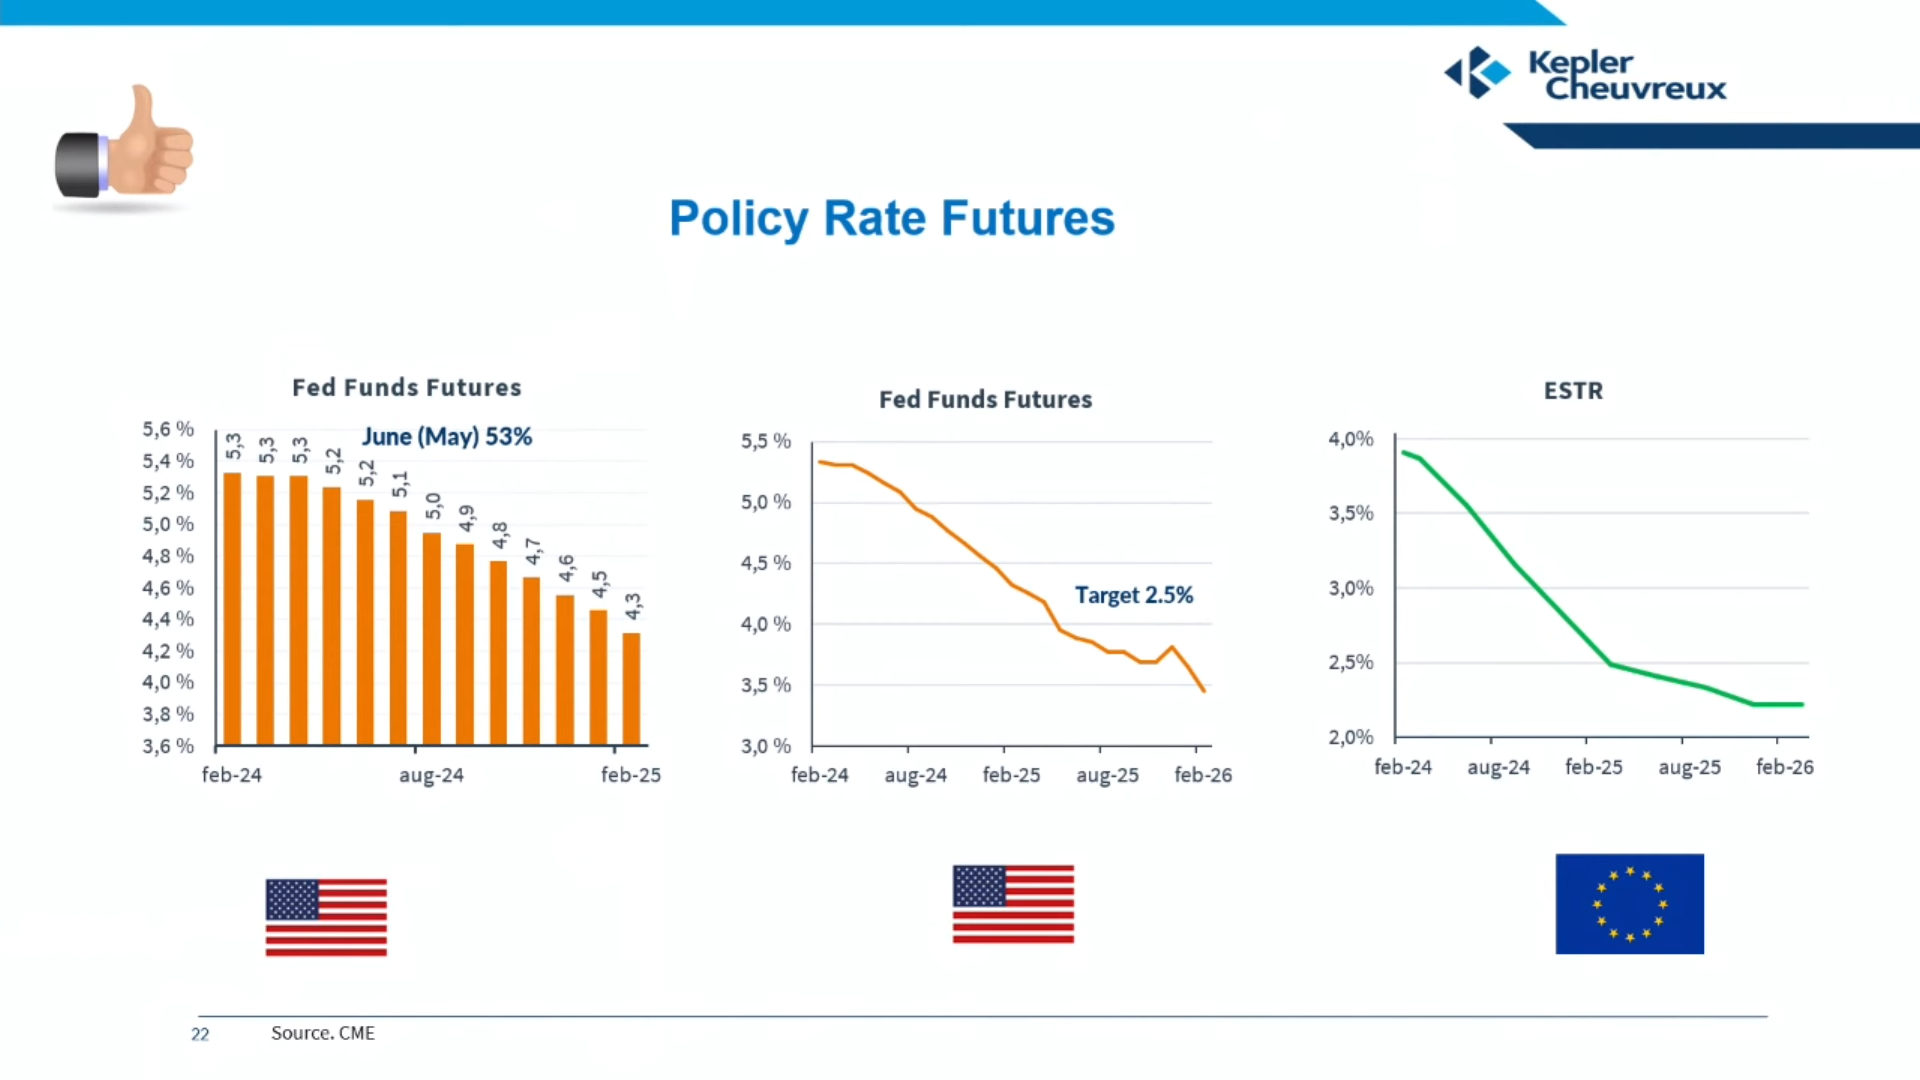 Kepler
Cheuvreux
Policy Rate Futures
Fed Funds Futures
June (May) 53%
5,6 %
5,4 %
5,2 %
5,0 %
4,8 %
4,6 %
4,4 %
4,2 %
4,0 %
3,8 %
3,6 %
5,3
5,3
5,3
5,2
5,2
5,1
5,0
4,9
4,8
4,7
4,6
4,5
4,3
feb-24 aug-24 feb-25
Fed Funds Futures
5,5 %
5,0 %
4,5 %
4,0 %
3,5 %
3,0 %
Target 2.5%
feb-24 aug-24 feb-25 aug-25 feb-26
ESTR
4,0%
3,5%
3,0%
2,5%
2,0%
feb-24 aug-24 feb-25 aug-25 feb-26
22 Source. CME